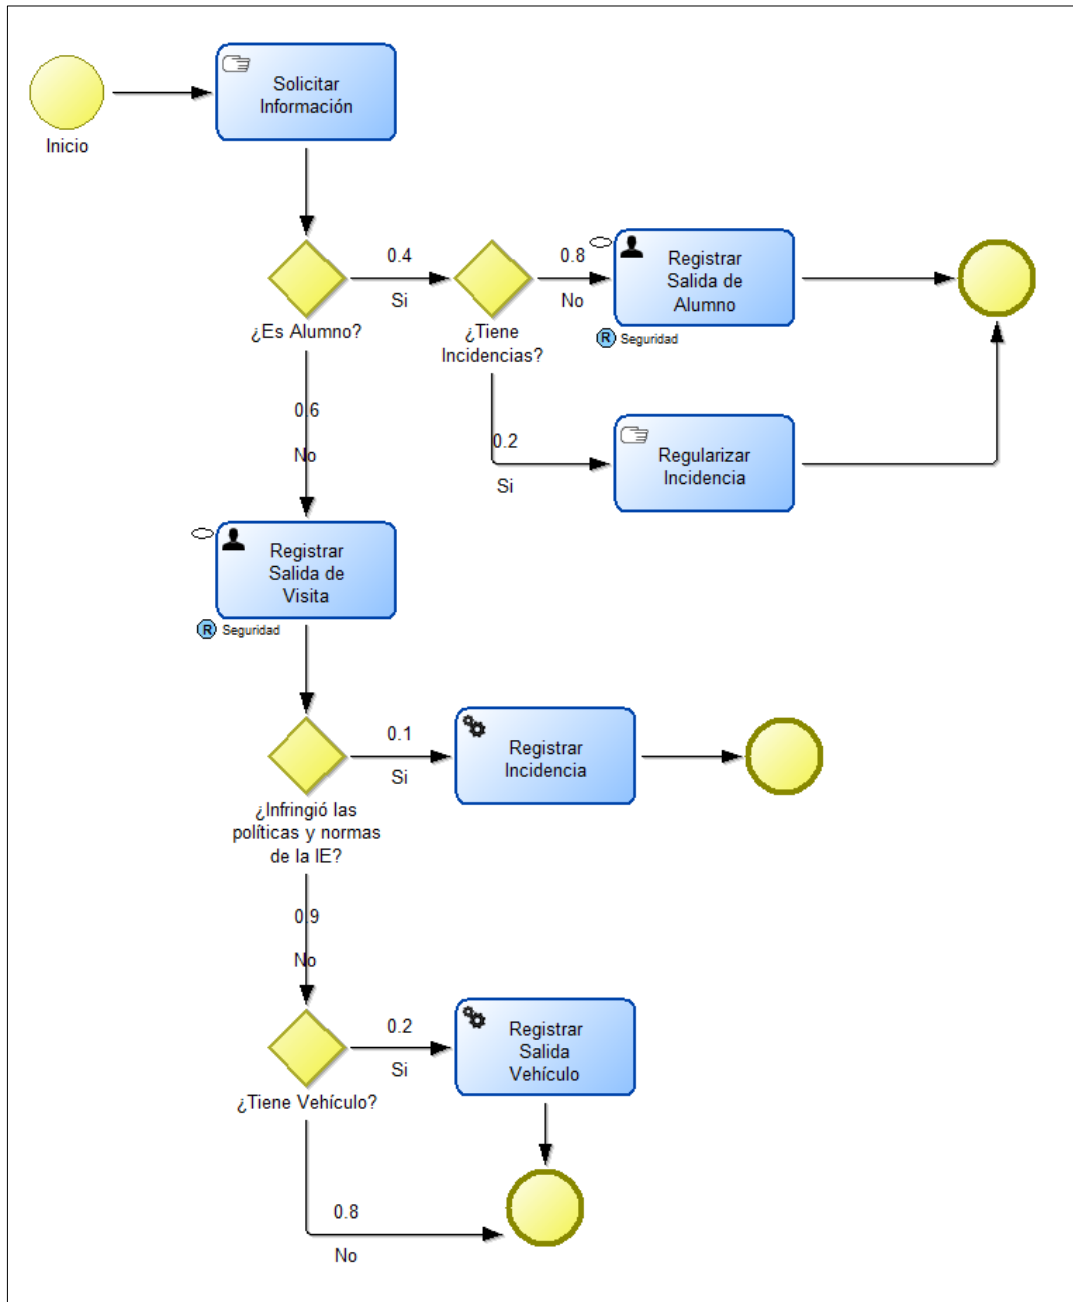 Solicitar
Información
Inicio
0.4
Si
¿Es Alumno?
0.8
No
¿Tiene
Incidencias?
Registrar
Salida de
Alumno
R Seguridad
0.6
No
0.2
Si
Regularizar
Incidencia
Registrar
Salida de
Visita
R Seguridad
0.1
Si
¿Infringió las
políticas y normas
de la IE?
Registrar
Incidencia
0.9
No
0.2
Si
¿Tiene Vehículo?
Registrar
Salida
Vehículo
0.8
No